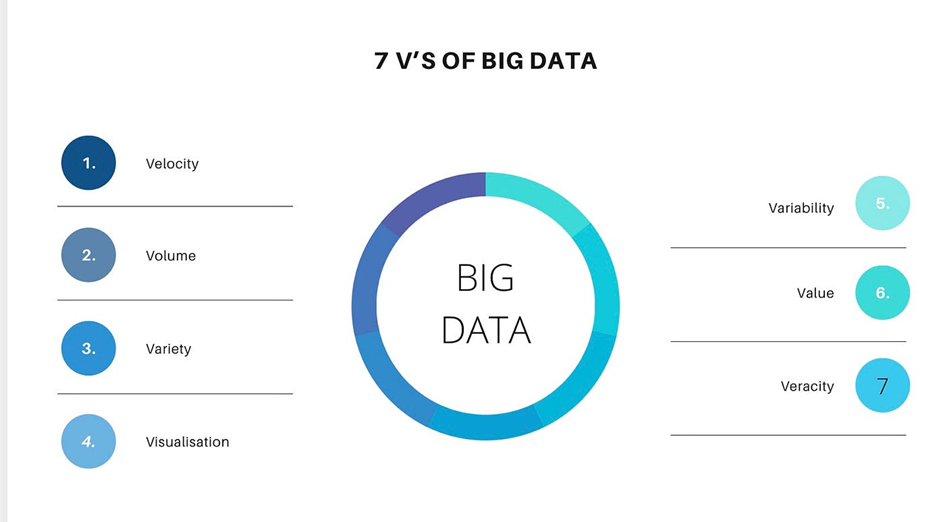 7 V'S OF BIG DATA
1. Velocity
2. Volume
3. Variety
4. Visualisation
BIG
DATA
Variability 5.
Value 6.
Veracity 7